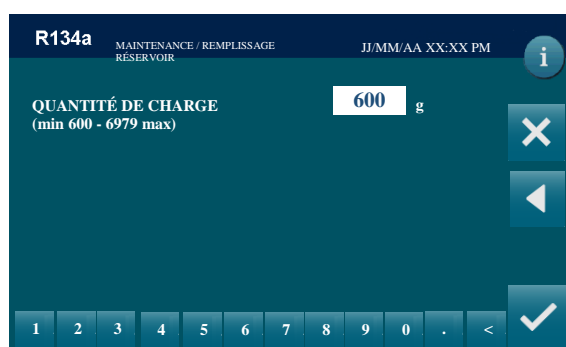 R134a
MAINTENANCE / REMPLISSAGE
RÉSERVOIR
JJ/MM/AA XX:XX PM
i
QUANTITÉ DE CHARGE
(min 600 - 6979 max)
600 g
1 2 3 4 5 6 7 8 9 0 . <